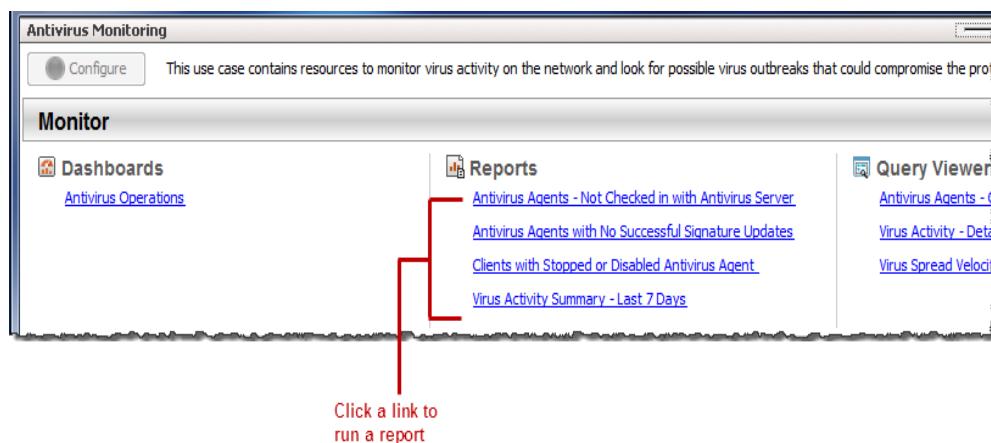 Antivirus Monitoring
Configure
This use case contains resources to monitor virus activity on the network and look for possible virus outbreaks that could compromise the
Monitor
Dashboards
Antivirus Operations
Reports
Antivirus Agents - Not Checked in with Antivirus Server
Antivirus Agents with No Successful Signature Updates
Clients with Stopped or Disabled Antivirus Agent
Virus Activity Summary - Last 7 Days
Query Viewer
Antivirus Agents -
Virus Activity -
Virus Spread
Click a link to
run a report